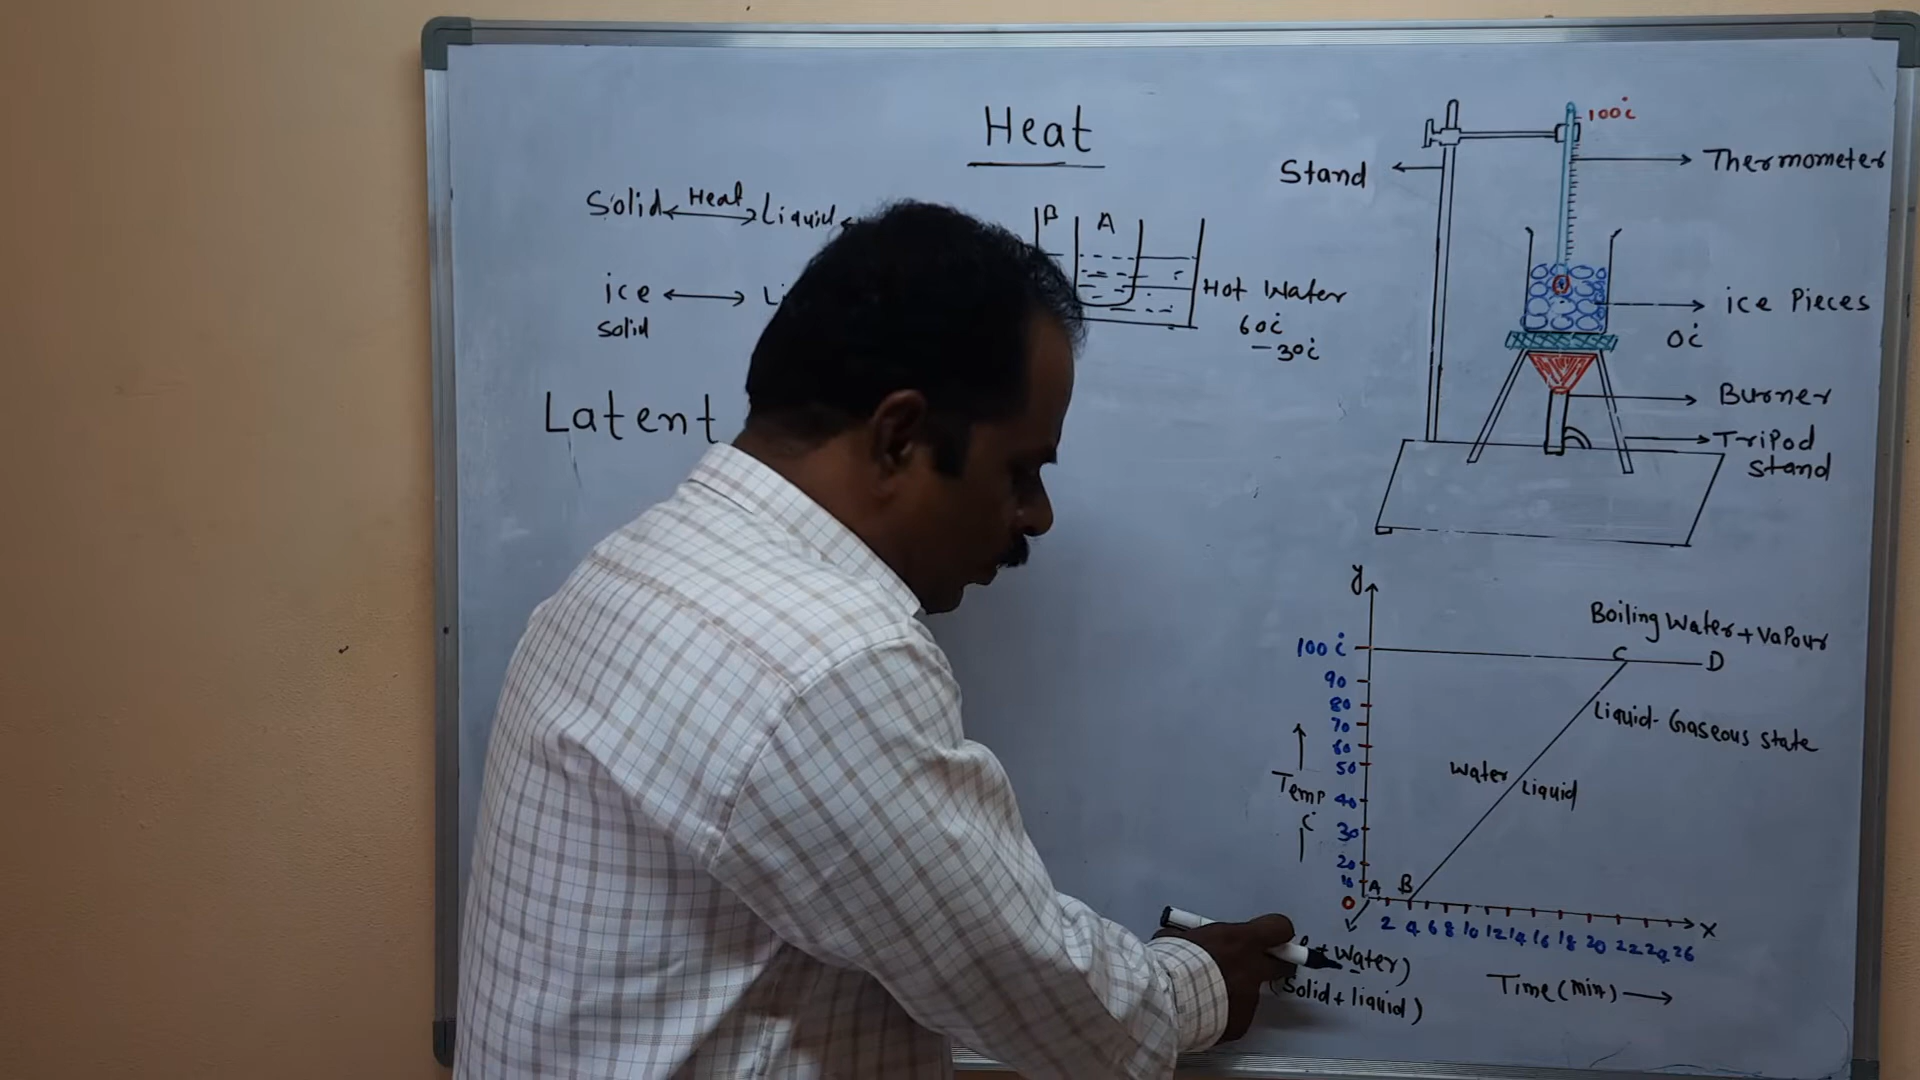 Heat
Solid ⟷ Heat Liquid
ice ⟷
Solid
Latent
B A
Hot Water
60°c
– 30°c
100°c
Stand
Thermometer
ice Pieces
0°c
Burner
Tripod
Stand
y
Boiling Water + Vapour
100°c
C D
90
80
70
60
50
40
30
20
10
0
Liquid - Gaseous State
Water Liquid
Temp
°c
A B
x
2 4 6 8 10 12 14 16 18 20 22 24 26
+ Water)
(Solid + liquid)
Time (min) →